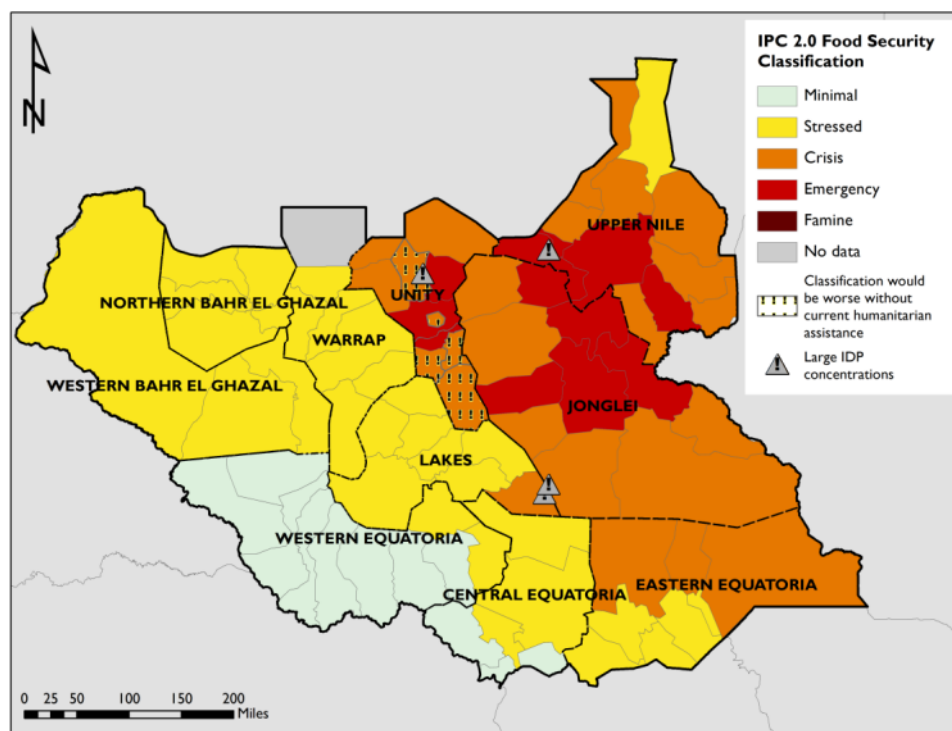 N
IPC 2.0 Food Security
Classification
Minimal
Stressed
Crisis
Emergency
Famine
No data
Classification would
be worse without
current humanitarian
assistance
Large IDP
concentrations
UPPER NILE
UNITY
NORTHERN BAHR EL GHAZAL
WARRAP
WESTERN BAHR EL GHAZAL
JONGLEI
LAKES
WESTERN EQUATORIA
CENTRAL EQUATORIA
EASTERN EQUATORIA
0 25 50 100 150 200
Miles